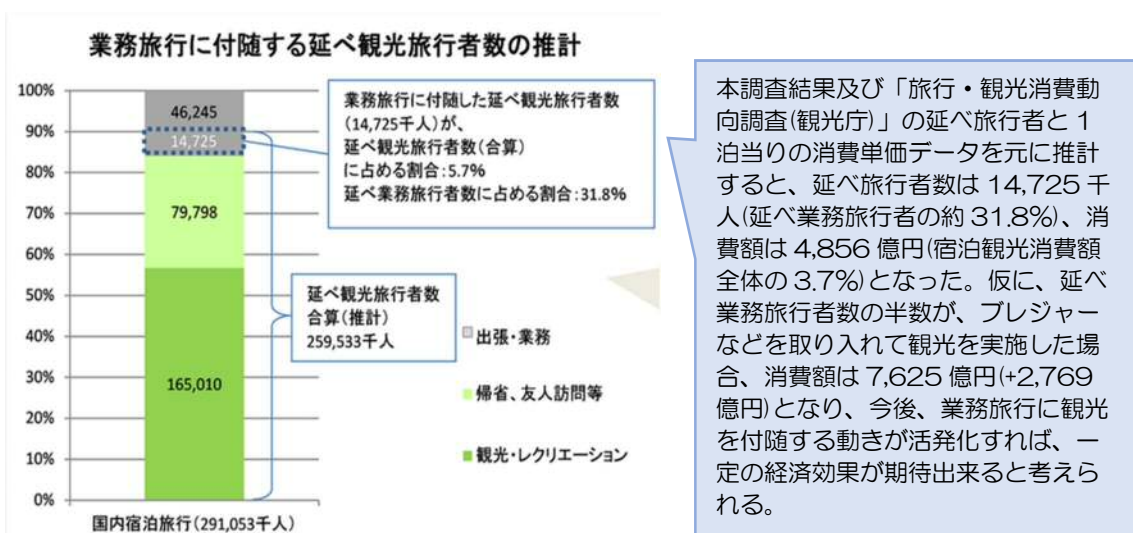 業務旅行に付随する延べ観光旅行者数の推計
100%
90%
80%
70%
60%
50%
40%
30%
20%
10%
0%
46,245
14,725
79,798
165,010
国内宿泊旅行(291,053千人)
業務旅行に付随した延べ観光旅行者数
(14,725千人)が、
延べ観光旅行者数(合算)
に占める割合:5.7%
延べ業務旅行者数に占める割合:31.8%
延べ観光旅行者数
合算(推計)
259,533千人
出張・業務
帰省、友人訪問等
観光・レクリエーション
本調査結果及び「旅行・観光消費動
向調査(観光庁)」の延べ旅行者と1
泊当りの消費単価データを元に推計
すると、延べ旅行者数は 14,725 千
人(延べ業務旅行者の約 31.8%)、消
費額は 4,856 億円(宿泊観光消費額
全体の 3.7%)となった。仮に、延べ
業務旅行者数の半数が、ブレジャー
などを取り入れて観光を実施した場
合、消費額は 7,625 億円(+2,769
億円)となり、今後、業務旅行に観光
を付随する動きが活発化すれば、一
定の経済効果が期待出来ると考えら
れる。